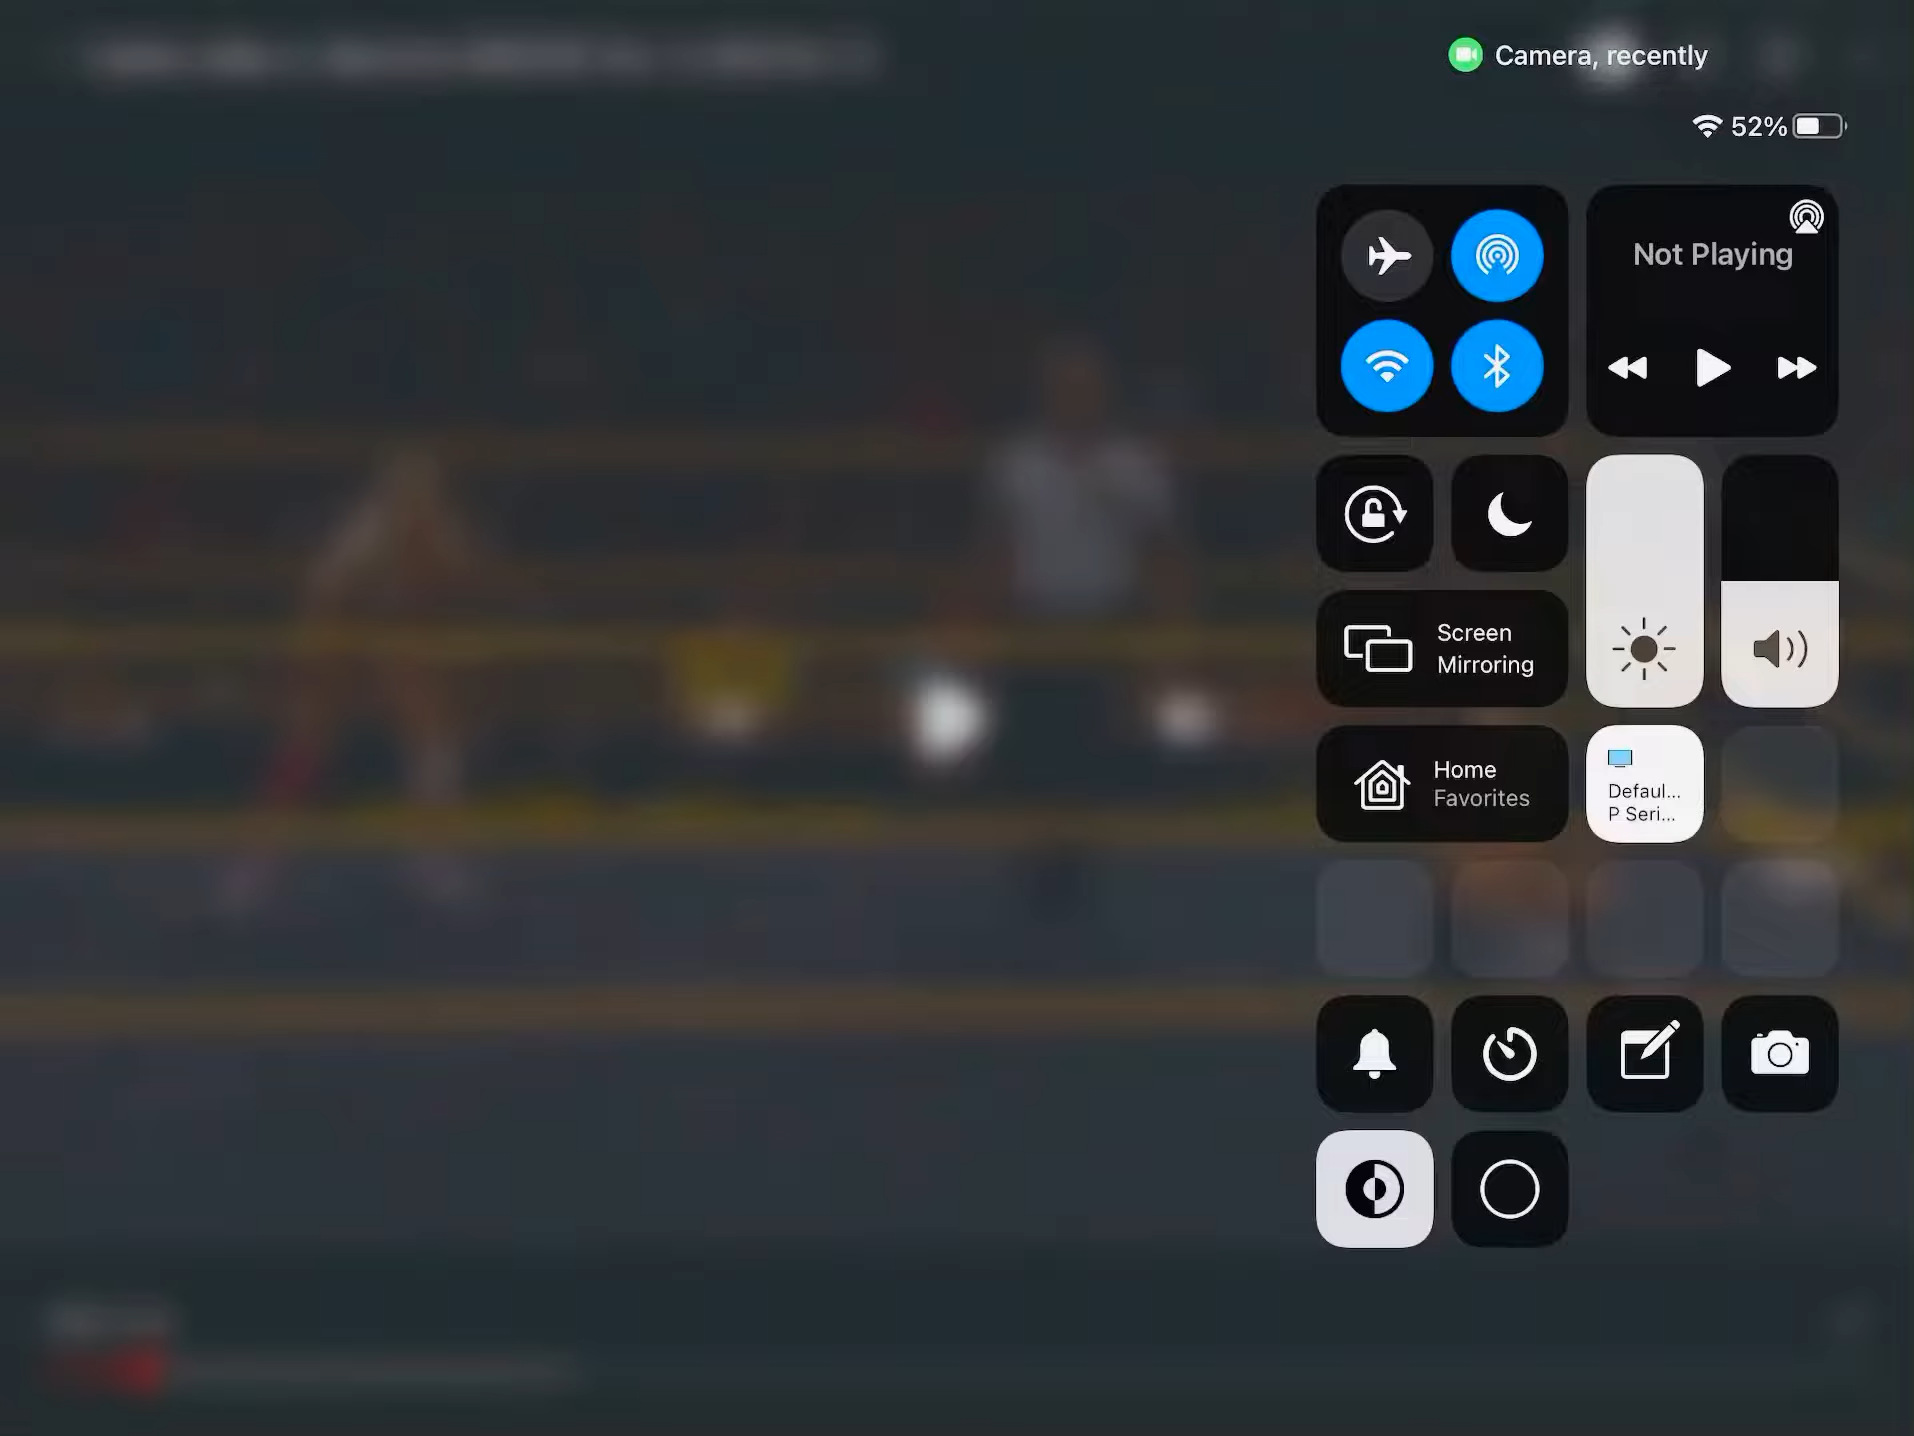 Camera, recently
52%
Not Playing
Screen
Mirroring
Home
Favorites
Defaul...
P Seri...